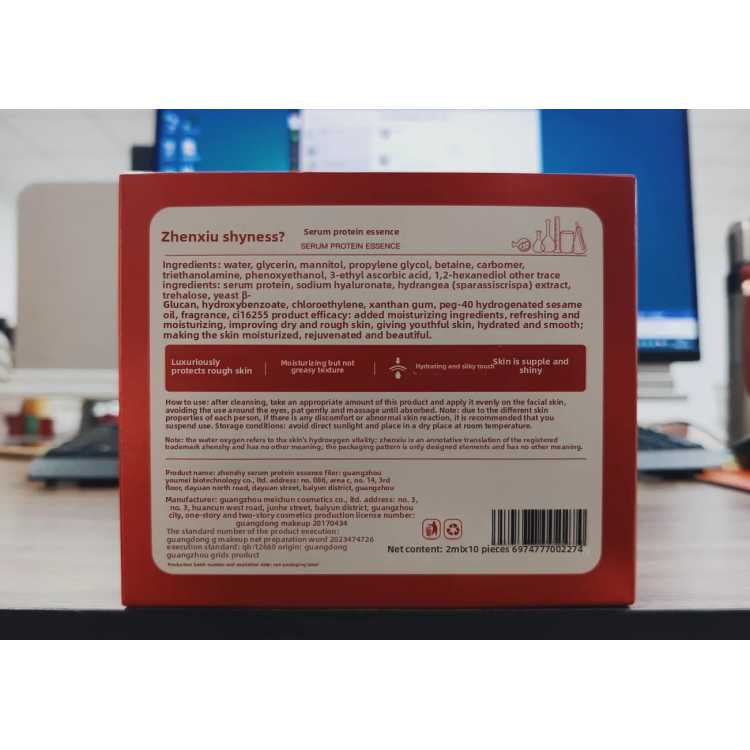 Zhenxiu shyness?
Serum protein essence
SERUM PROTEIN ESSENCE
Ingredients: water, glycerin, mannitol, propylene glycol, betaine, carbomer,
triethanolamine, phenoxyethanol, 3-ethyl ascorbic acid, 1,2-hexanediol other trace
ingredients: serum protein, sodium hyaluronate, hydrangea (sparassiscrispa) extract,
trehalose, yeast β-
Glucan, hydroxybenzoate, chloroethylene, xanthan gum, peg-40 hydrogenated sesame
oil, fragrance, ci16255 product efficacy: added moisturizing ingredients, refreshing and
moisturizing, improving dry and rough skin, giving youthful skin, hydrated and smooth;
making the skin moisturized, rejuvenated and beautiful.
Luxuriously
protects rough skin
Moisturizing but not
greasy texture
Hydrating and silky touch
Skin is supple and
shiny
How to use: after cleansing, take an appropriate amount of this product and apply it evenly on the facial skin,
avoiding the use around the eyes, pat gently and massage until absorbed. Note: due to the different skin
properties of each person, if there is any discomfort or abnormal skin reaction, it is recommended that you
suspend use. Storage conditions: avoid direct sunlight and place in a dry place at room temperature.
Note: the water oxygen refers to the skin's hydroxygen vitality; zhenxiu is an annotative translation of the registered
trademark zhenshy and has no other meaning; the packaging pattern is only designed elements and has no other meaning.
Product name: zhenshy serum protein essence filer: guangzhou
youmei biotechnology co., ltd. address: no. 086, area c, no. 14, 3rd
floor, dayuan north road, dayuan street, baiyun district, guangzhou
Manufacturer: guangzhou meichun cosmetics co., ltd. address: no. 3,
no. 3, huancun west road, junhe street, baiyun district, guangzhou
city, one-story and two-story cosmetics production license number:
guangdong makeup 20170434
The standard number of the product execution:
guangdong g makeup net preparation word 2023474726
execution standard: qb/t2660 origin: guangdong
guangzhou grids product
Production batch number and expiration date: see packaging label
Net content: 2mlx10 pieces 6974777002274